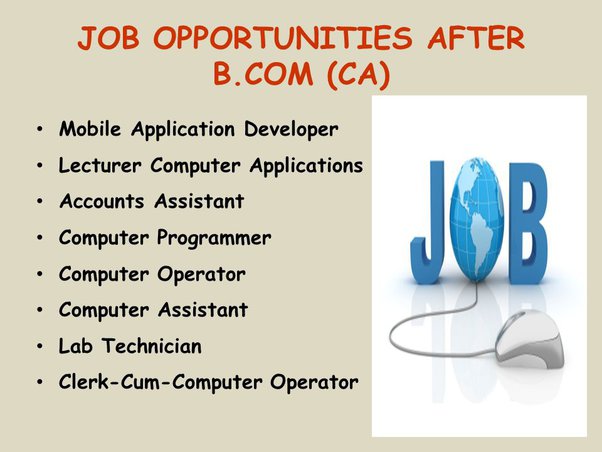 JOB OPPORTUNITIES AFTER
B.COM (CA)
• Mobile Application Developer
• Lecturer Computer Applications
• Accounts Assistant
• Computer Programmer
• Computer Operator
• Computer Assistant
• Lab Technician
• Clerk-Cum-Computer Operator
JOB